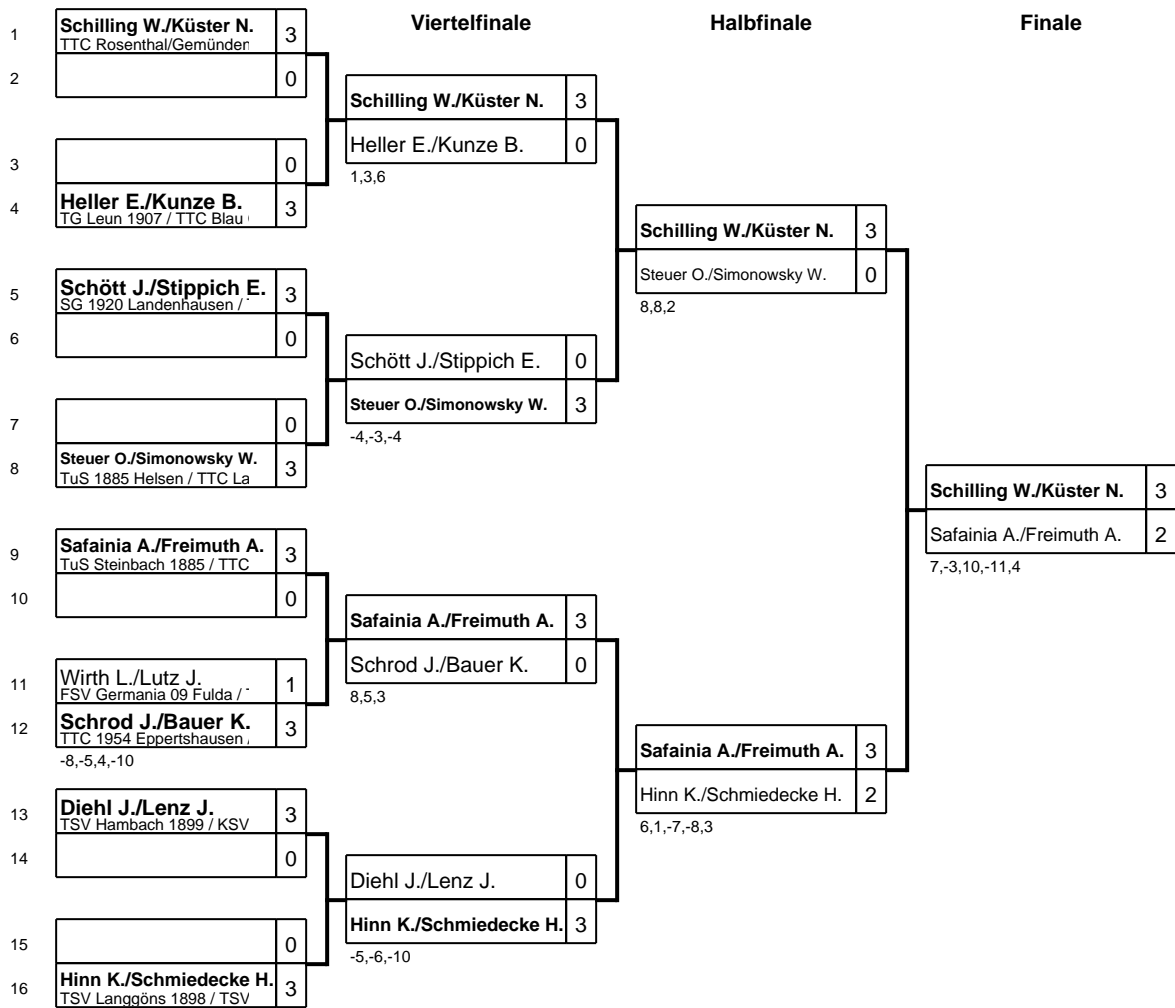 Viertelfinale
Halbfinale
Finale
1
Schilling W./Küster N. 3
TTC Rosenthal/Gemünden
2
0
3
0
4
Heller E./Kunze B. 3
TG Leun 1907 / TTC Blau
5
Schött J./Stippich E. 3
SG 1920 Landenhausen /
6
0
7
0
8
Steuer O./Simonowsky W. 3
TuS 1885 Helsen / TTC La
9
Safainia A./Freimuth A. 3
TuS Steinbach 1885 / TTC
10
0
11
Wirth L./Lutz J. 1
FSV Germania 09 Fulda /
12
Schrod J./Bauer K. 3
TTC 1954 Eppertshausen
-8,-5,4,-10
13
Diehl J./Lenz J. 3
TSV Hambach 1899 / KSV
14
0
15
0
16
Hinn K./Schmiedecke H. 3
TSV Langgöns 1898 / TSV
Schilling W./Küster N. 3
Heller E./Kunze B. 0
1,3,6
Schött J./Stippich E. 0
Steuer O./Simonowsky W. 3
-4,-3,-4
Safainia A./Freimuth A. 3
Schrod J./Bauer K. 0
8,5,3
Diehl J./Lenz J. 0
Hinn K./Schmiedecke H. 3
-5,-6,-10
Schilling W./Küster N. 3
Steuer O./Simonowsky W. 0
8,8,2
Safainia A./Freimuth A. 3
Hinn K./Schmiedecke H. 2
6,1,-7,-8,3
Schilling W./Küster N. 3
Safainia A./Freimuth A. 2
7,-3,10,-11,4